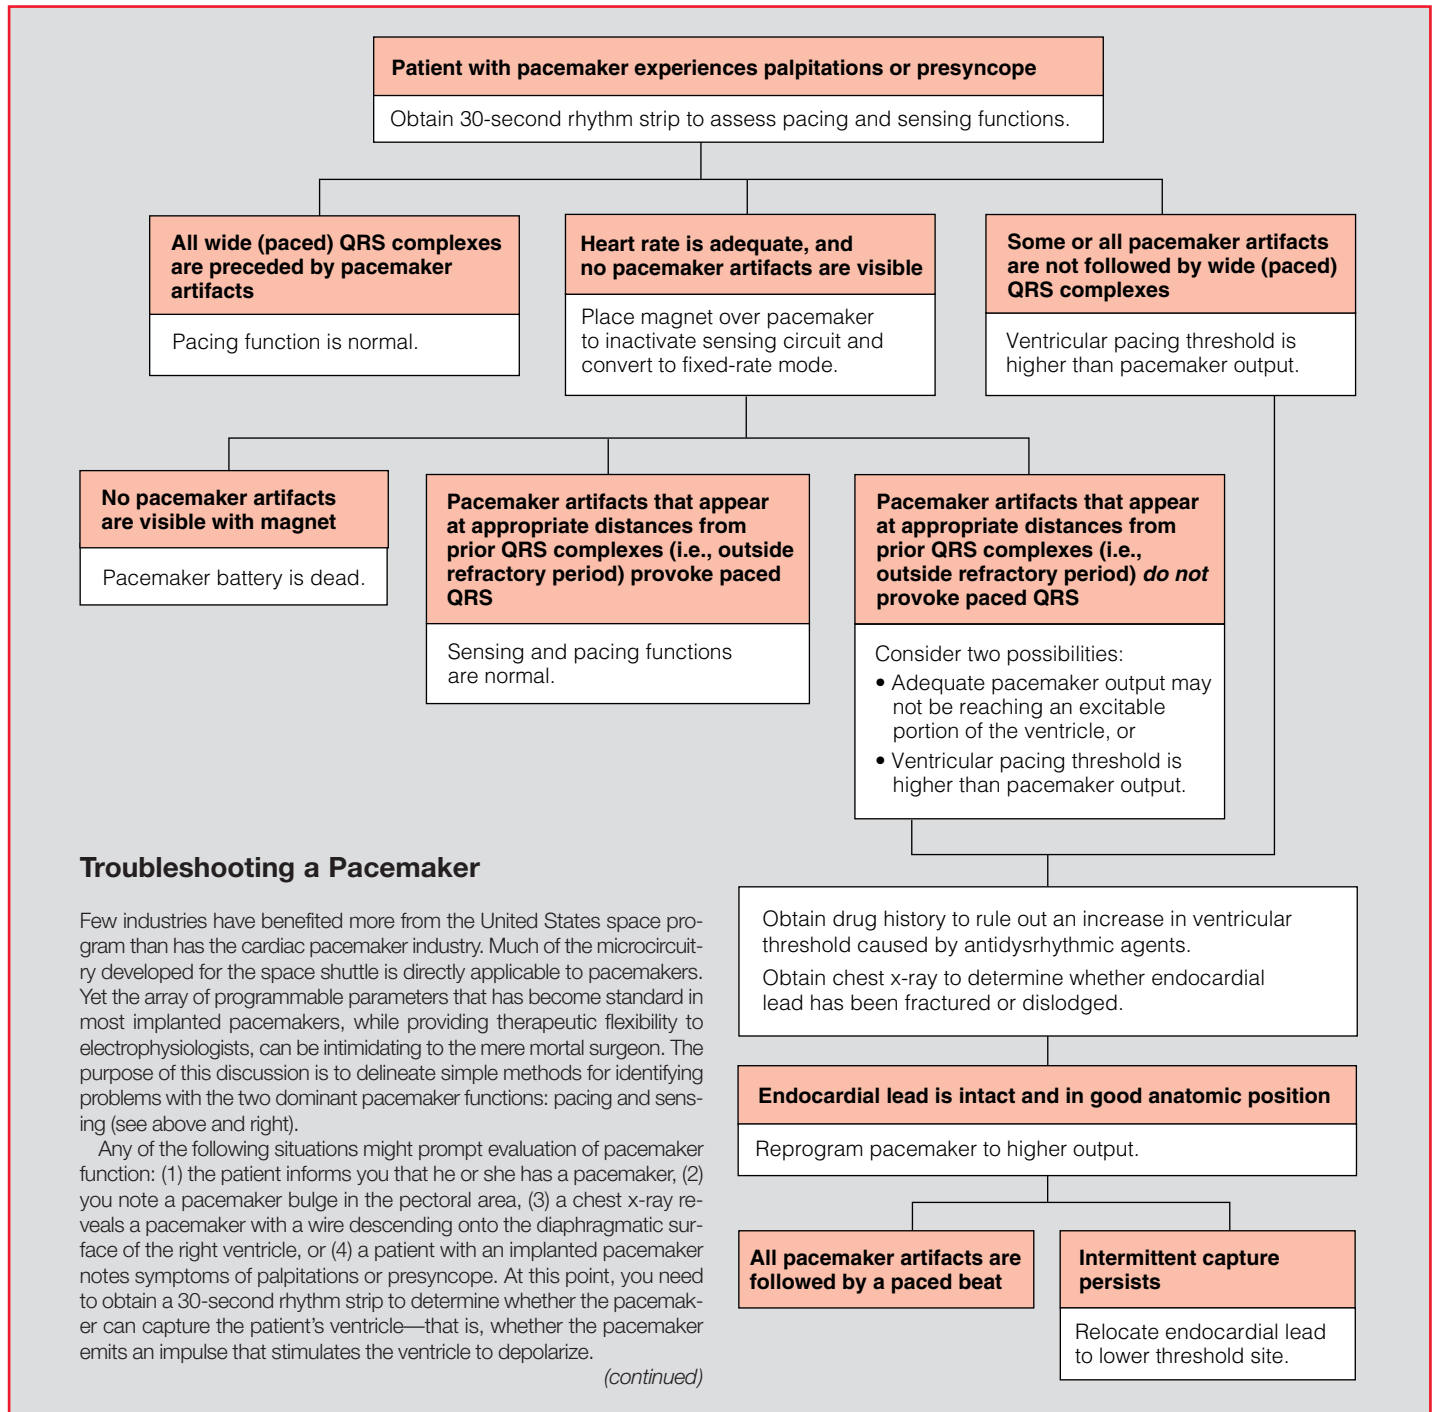 Patient with pacemaker experiences palpitations or presyncope
Obtain 30-second rhythm strip to assess pacing and sensing functions.
All wide (paced) QRS complexes
are preceded by pacemaker
artifacts
Pacing function is normal.
Heart rate is adequate, and
no pacemaker artifacts are visible
Place magnet over pacemaker
to inactivate sensing circuit and
convert to fixed-rate mode.
Some or all pacemaker artifacts
are not followed by wide (paced)
QRS complexes
Ventricular pacing threshold is
higher than pacemaker output.
No pacemaker artifacts
are visible with magnet
Pacemaker battery is dead.
Pacemaker artifacts that appear
at appropriate distances from
prior QRS complexes (i.e., outside
refractory period) provoke paced
QRS
Sensing and pacing functions
are normal.
Pacemaker artifacts that appear
at appropriate distances from
prior QRS complexes (i.e.,
outside refractory period) do not
provoke paced QRS
Consider two possibilities:
• Adequate pacemaker output may
not be reaching an excitable
portion of the ventricle, or
• Ventricular pacing threshold is
higher than pacemaker output.
Troubleshooting a Pacemaker
Few industries have benefited more from the United States space pro-
gram than has the cardiac pacemaker industry. Much of the microcircuit-
ry developed for the space shuttle is directly applicable to pacemakers.
Yet the array of programmable parameters that has become standard in
most implanted pacemakers, while providing therapeutic flexibility to
electrophysiologists, can be intimidating to the mere mortal surgeon. The
purpose of this discussion is to delineate simple methods for identifying
problems with the two dominant pacemaker functions: pacing and sens-
ing (see above and right).
Any of the following situations might prompt evaluation of pacemaker
function: (1) the patient informs you that he or she has a pacemaker, (2)
you note a pacemaker bulge in the pectoral area, (3) a chest x-ray re-
veals a pacemaker with a wire descending onto the diaphragmatic sur-
face of the right ventricle, or (4) a patient with an implanted pacemaker
notes symptoms of palpitations or presyncope. At this point, you need
to obtain a 30-second rhythm strip to determine whether the pacemak-
er can capture the patient's ventricle—that is, whether the pacemaker
emits an impulse that stimulates the ventricle to depolarize.
(continued)
Obtain drug history to rule out an increase in ventricular
threshold caused by antidysrhythmic agents.
Obtain chest x-ray to determine whether endocardial
lead has been fractured or dislodged.
Endocardial lead is intact and in good anatomic position
Reprogram pacemaker to higher output.
All pacemaker artifacts are
followed by a paced beat
Intermittent capture
persists
Relocate endocardial lead
to lower threshold site.